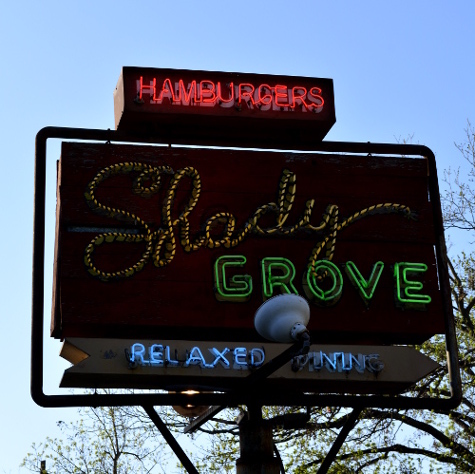 HAMBURGERS
Shady
GROVE
RELAXED DINING